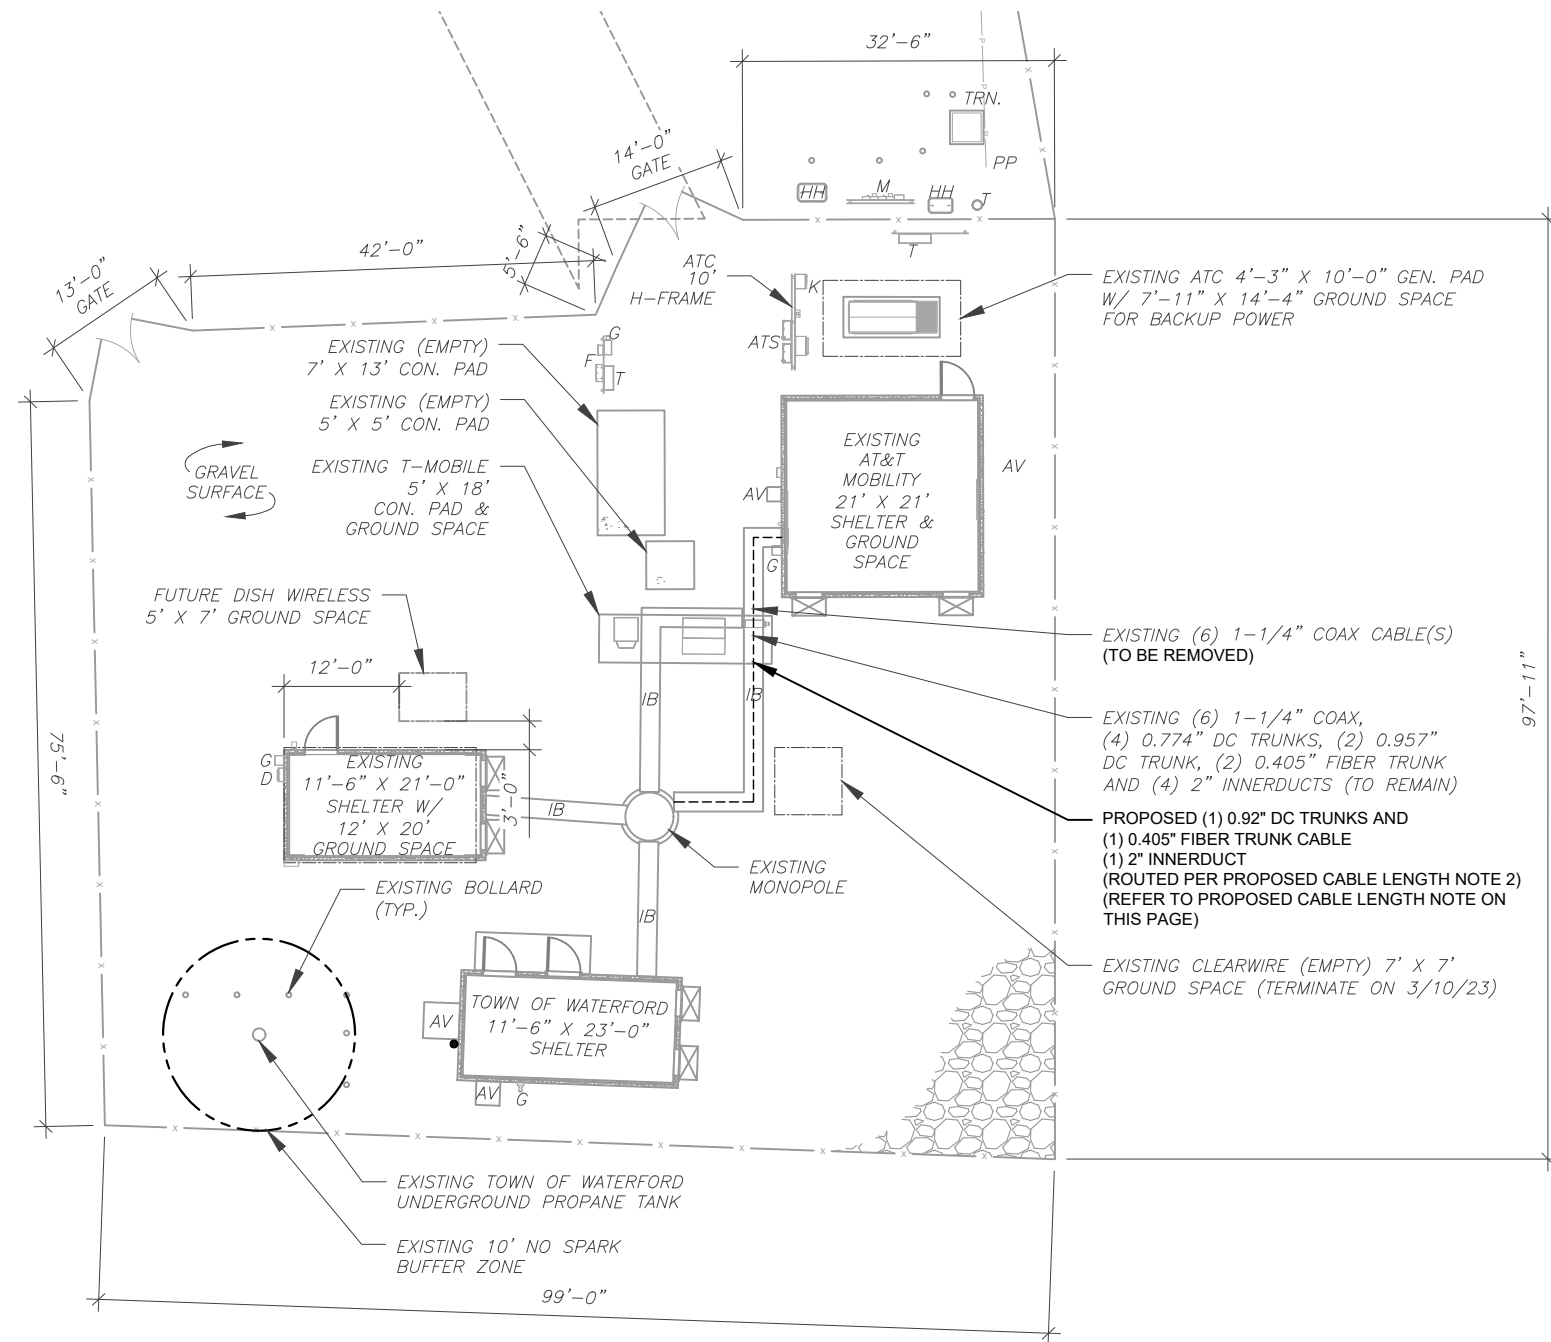 32'-6"
TRN.
14'-0"
GATE
PP
HH
M
HH
T
5'-6"
42'-0"
T
13'-0"
GATE
ATC
10'
H-FRAME
K
EXISTING ATC 4'-3" X 10'-0" GEN. PAD
W/ 7'-11" X 14'-4" GROUND SPACE
FOR BACKUP POWER
ATS
G
F
T
EXISTING (EMPTY)
7' X 13' CON. PAD
EXISTING (EMPTY)
5' X 5' CON. PAD
EXISTING T-MOBILE
5' X 18'
CON. PAD &
GROUND SPACE
GRAVEL
SURFACE
EXISTING
AT&T
MOBILITY
21' X 21'
SHELTER &
GROUND
SPACE
AV
AV
G
FUTURE DISH WIRELESS
5' X 7' GROUND SPACE
EXISTING (6) 1-1/4" COAX CABLE(S)
(TO BE REMOVED)
12'-0"
IB
IB
97'-11"
75'-6"
EXISTING (6) 1-1/4" COAX,
(4) 0.774" DC TRUNKS, (2) 0.957"
DC TRUNK, (2) 0.405" FIBER TRUNK
AND (4) 2" INNERDUCTS (TO REMAIN)
G
D
EXISTING
11'-6" X 21'-0"
SHELTER W/
12' X 20'
GROUND SPACE
3'-0"
IB
PROPOSED (1) 0.92" DC TRUNKS AND
(1) 0.405" FIBER TRUNK CABLE
(1) 2" INNERDUCT
(ROUTED PER PROPOSED CABLE LENGTH NOTE 2)
(REFER TO PROPOSED CABLE LENGTH NOTE ON
THIS PAGE)
EXISTING
MONOPOLE
EXISTING BOLLARD
(TYP.)
IB
EXISTING CLEARWIRE (EMPTY) 7' X 7'
GROUND SPACE (TERMINATE ON 3/10/23)
TOWN OF WATERFORD
11'-6" X 23'-0"
SHELTER
AV
AV
G
EXISTING TOWN OF WATERFORD
UNDERGROUND PROPANE TANK
EXISTING 10' NO SPARK
BUFFER ZONE
99'-0"